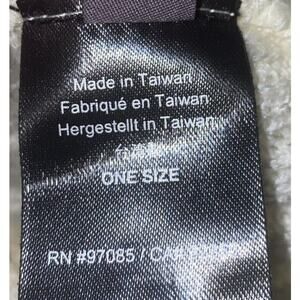 Made in Taiwan
Fabriqué en Taiwan
Hergestellt in Taiwan
ONE SIZE
RN #97085 /